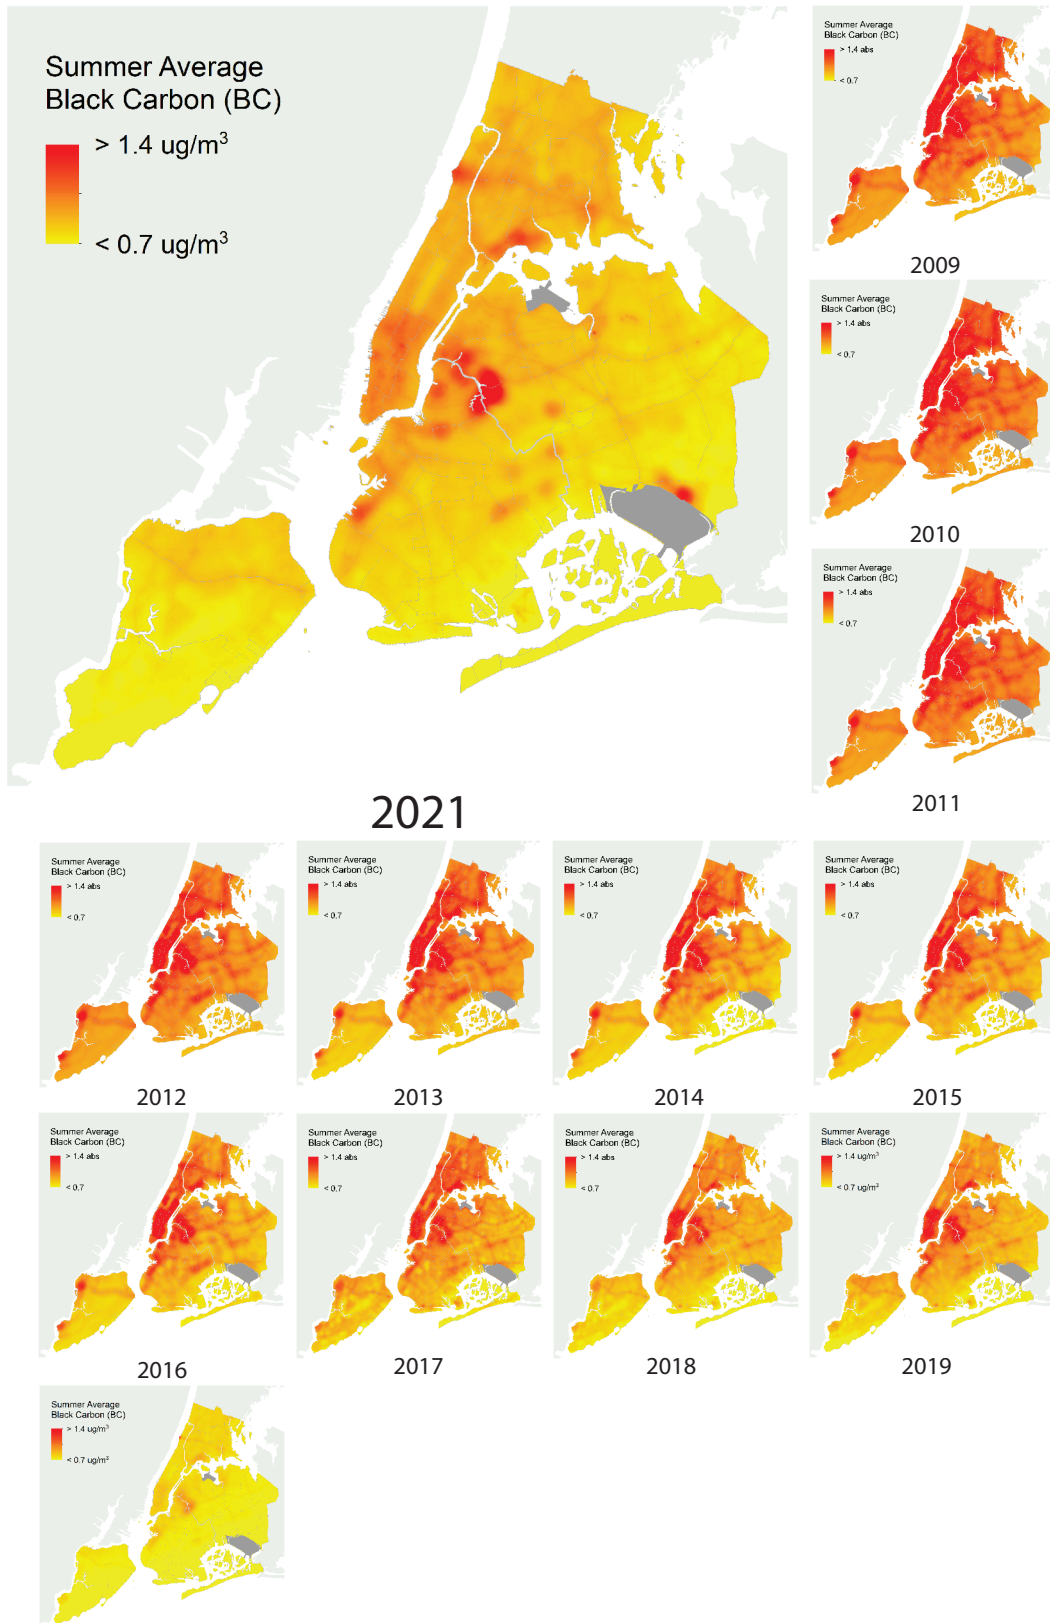 Summer Average
Black Carbon (BC)
> 1.4 ug/m³
< 0.7 ug/m³
2021
Summer Average
Black Carbon (BC)
> 1.4 abs
< 0.7
2009
Summer Average
Black Carbon (BC)
> 1.4 abs
< 0.7
2010
Summer Average
Black Carbon (BC)
> 1.4 abs
< 0.7
2011
Summer Average
Black Carbon (BC)
> 1.4 abs
< 0.7
2012
Summer Average
Black Carbon (BC)
> 1.4 abs
< 0.7
2013
Summer Average
Black Carbon (BC)
> 1.4 abs
< 0.7
2014
Summer Average
Black Carbon (BC)
> 1.4 abs
< 0.7
2015
Summer Average
Black Carbon (BC)
> 1.4 abs
< 0.7
2016
Summer Average
Black Carbon (BC)
> 1.4 abs
< 0.7
2017
Summer Average
Black Carbon (BC)
> 1.4 abs
< 0.7
2018
Summer Average
Black Carbon (BC)
> 1.4 ug/m³
< 0.7 ug/m³
2019
Summer Average
Black Carbon (BC)
> 1.4 ug/m³
< 0.7 ug/m³